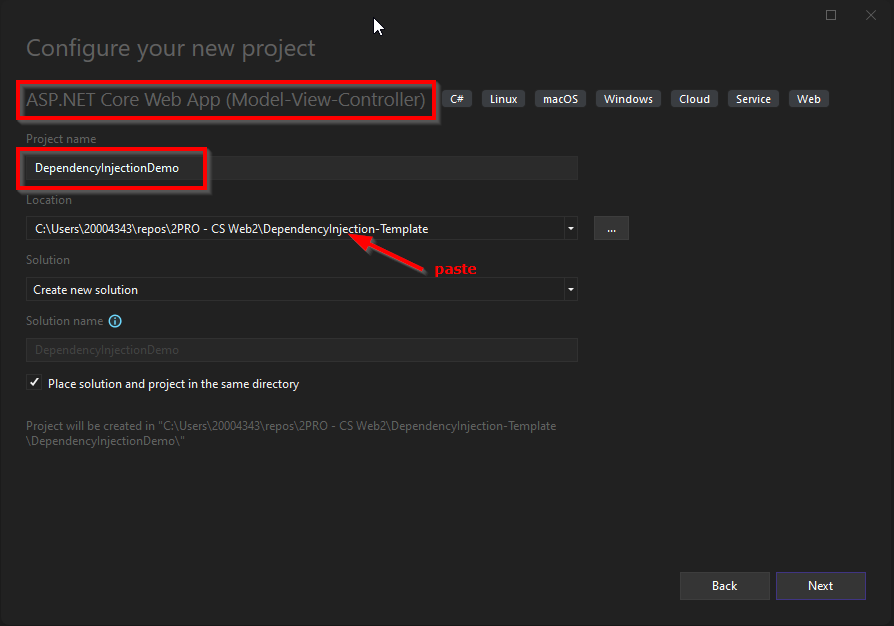 Configure your new project
ASP.NET Core Web App (Model-View-Controller) C# Linux macOS Windows Cloud Service Web
Project name
DependencyInjectionDemo
Location
C:\Users\20004343\repos\2PRO - CS Web2\DependencyInjection-Template ...
paste
Solution
Create new solution
Solution name
DependencyInjectionDemo
Place solution and project in the same directory
Project will be created in "C:\Users\20004343\repos\2PRO - CS Web2\DependencyInjection-Template
\DependencyInjectionDemo\"
Back Next